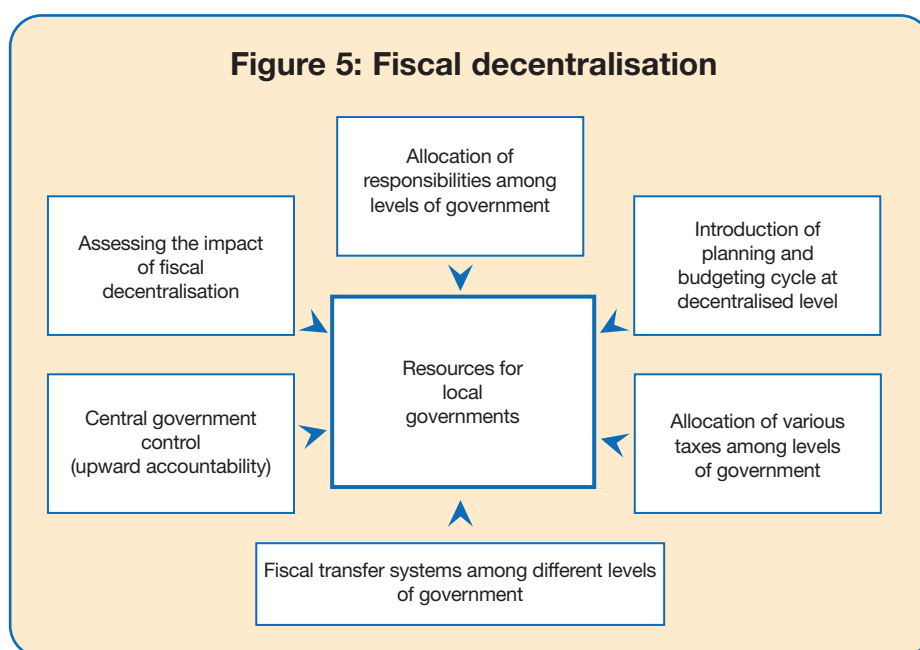 Figure 5: Fiscal decentralisation
Allocation of
responsibilities among
levels of government
Assessing the impact
of fiscal
decentralisation
Introduction of
planning and
budgeting cycle at
decentralised level
Resources for
local
governments
Central government
control
(upward accountability)
Allocation of various
taxes among levels
of government
Fiscal transfer systems among different levels
of government